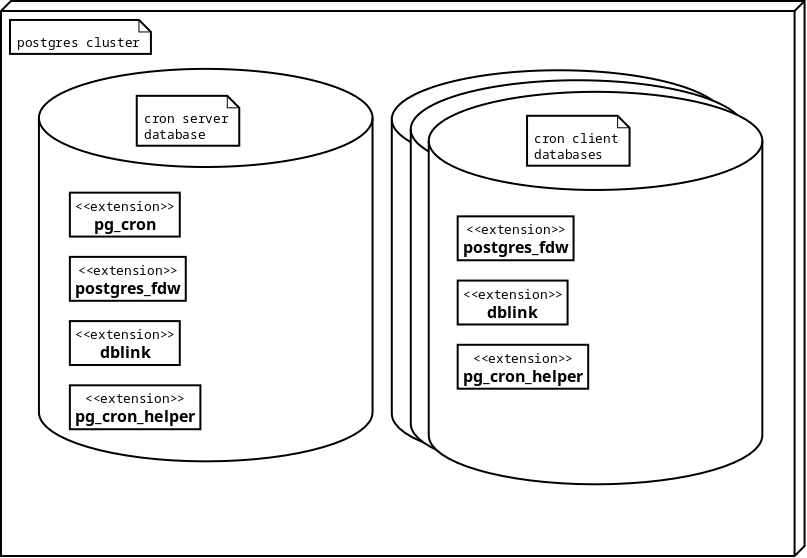 postgres cluster
cron server
database
<<extension>>
pg_cron
<<extension>>
postgres_fdw
<<extension>>
dblink
<<extension>>
pg_cron_helper
cron client
databases
<<extension>>
postgres_fdw
<<extension>>
dblink
<<extension>>
pg_cron_helper